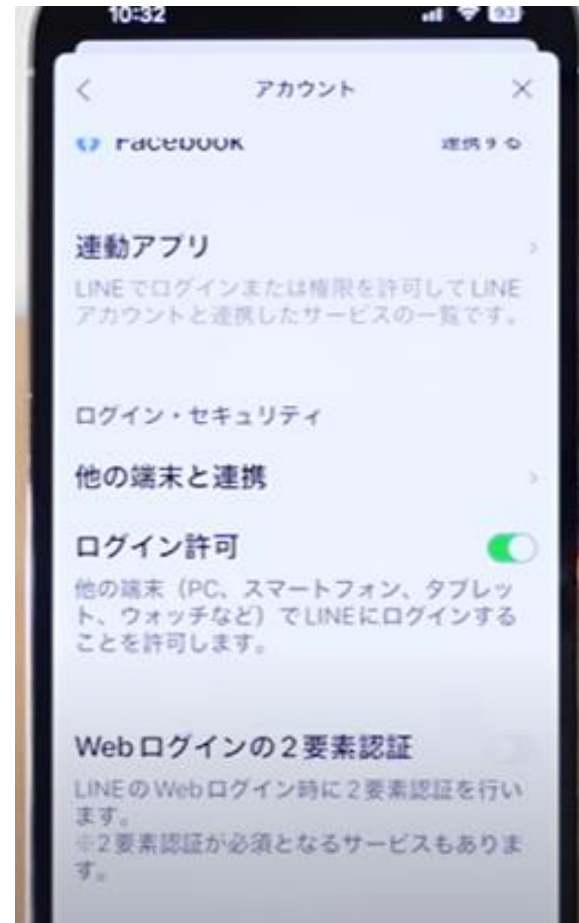 10:32
93
アカウント
Facebook
連携する
連動アプリ
LINEでログインまたは権限を許可してLINE
アカウントと連携したサービスの一覧です。
ログイン・セキュリティ
他の端末と連携
ログイン許可
他の端末（PC、スマートフォン、タブレッ
ト、ウォッチなど）でLINEにログインする
ことを許可します。
Webログインの2要素認証
LINEのWebログイン時に2要素認証を行い
ます。
※2要素認証が必須となるサービスもありま
す。